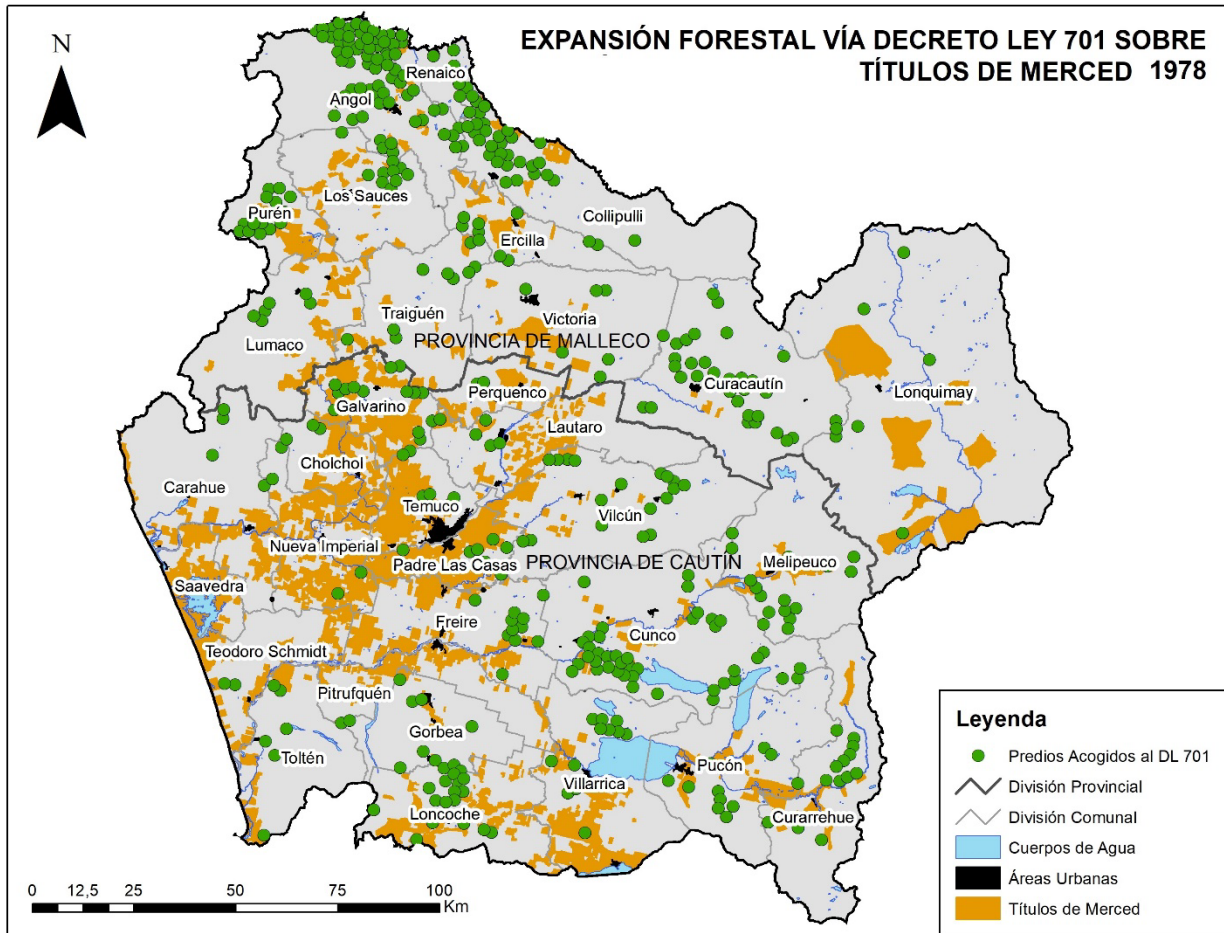 EXPANSIÓN FORESTAL VÍA DECRETO LEY 701 SOBRE
TÍTULOS DE MERCED 1978
N
Renaico
Angol
Los Sauces
Purén
Collipulli
Ercilla
Traiguén
Victoria
Lumaco
PROVINCIA DE MALLECO
Curacautín
Lonquimay
Perquenco
Galvarino
Lautaro
Cholchol
Carahue
Temuco
Vilcún
Nueva Imperial
Padre Las Casas
PROVINCIA DE CAUTÍN
Melipeuco
Saavedra
Freire
Cunco
Teodoro Schmidt
Pitrufquén
Gorbea
Toltén
Villarrica
Pucón
Loncoche
Curarrehue
Leyenda
Predios Acogidos al DL 701
División Provincial
División Comunal
Cuerpos de Agua
Áreas Urbanas
Títulos de Merced
0 12,5 25 50 75 100
Km